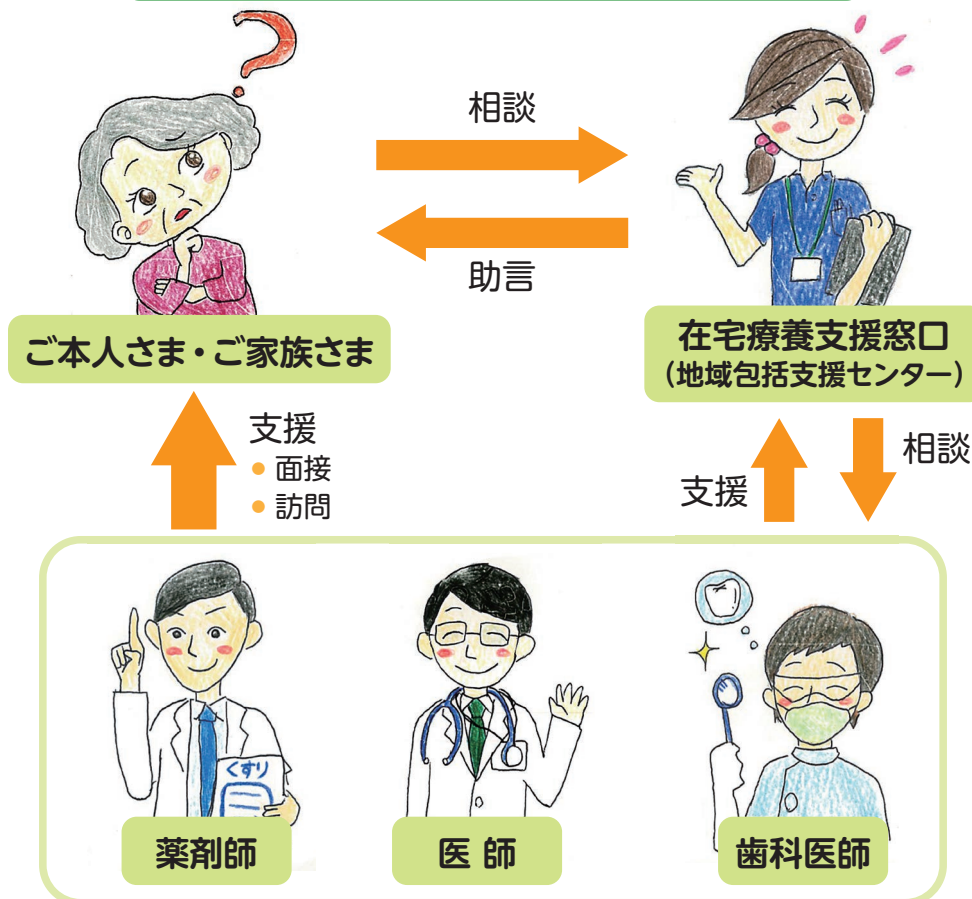 相談
助言
ご本人さま・ご家族さま
在宅療養支援窓口
（地域包括支援センター）
支援
• 面接
• 訪問
支援
相談
くすり
薬剤師
医師
歯科医師